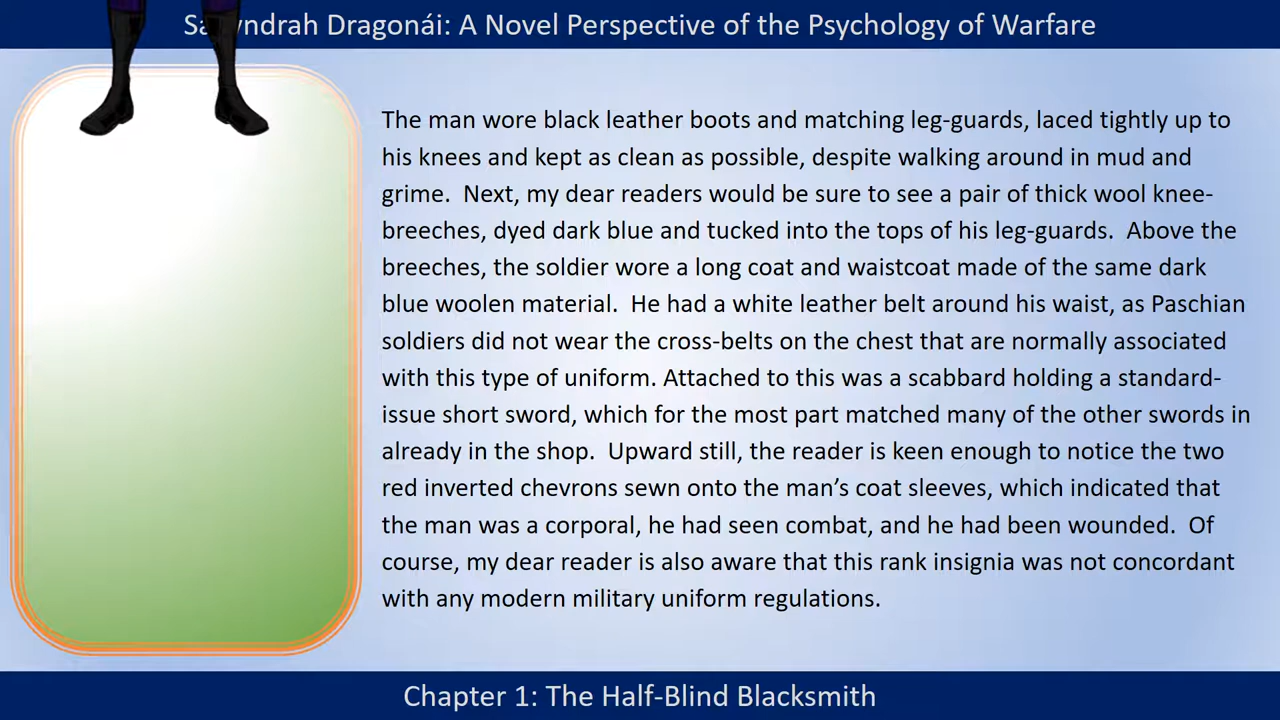 Dragonái: A Novel Perspective of the Psychology of Warfare
The man wore black leather boots and matching leg-guards, laced tightly up to
his knees and kept as clean as possible, despite walking around in mud and
grime.  Next, my dear readers would be sure to see a pair of thick wool knee-
breeches, dyed dark blue and tucked into the tops of his leg-guards.  Above the
breeches, the soldier wore a long coat and waistcoat made of the same dark
blue woolen material.  He had a white leather belt around his waist, as Paschian
soldiers did not wear the cross-belts on the chest that are normally associated
with this type of uniform. Attached to this was a scabbard holding a standard-
issue short sword, which for the most part matched many of the other swords in
already in the shop.  Upward still, the reader is keen enough to notice the two
red inverted chevrons sewn onto the man’s coat sleeves, which indicated that
the man was a corporal, he had seen combat, and he had been wounded.  Of
course, my dear reader is also aware that this rank insignia was not concordant
with any modern military uniform regulations.
Chapter 1: The Half-Blind Blacksmith